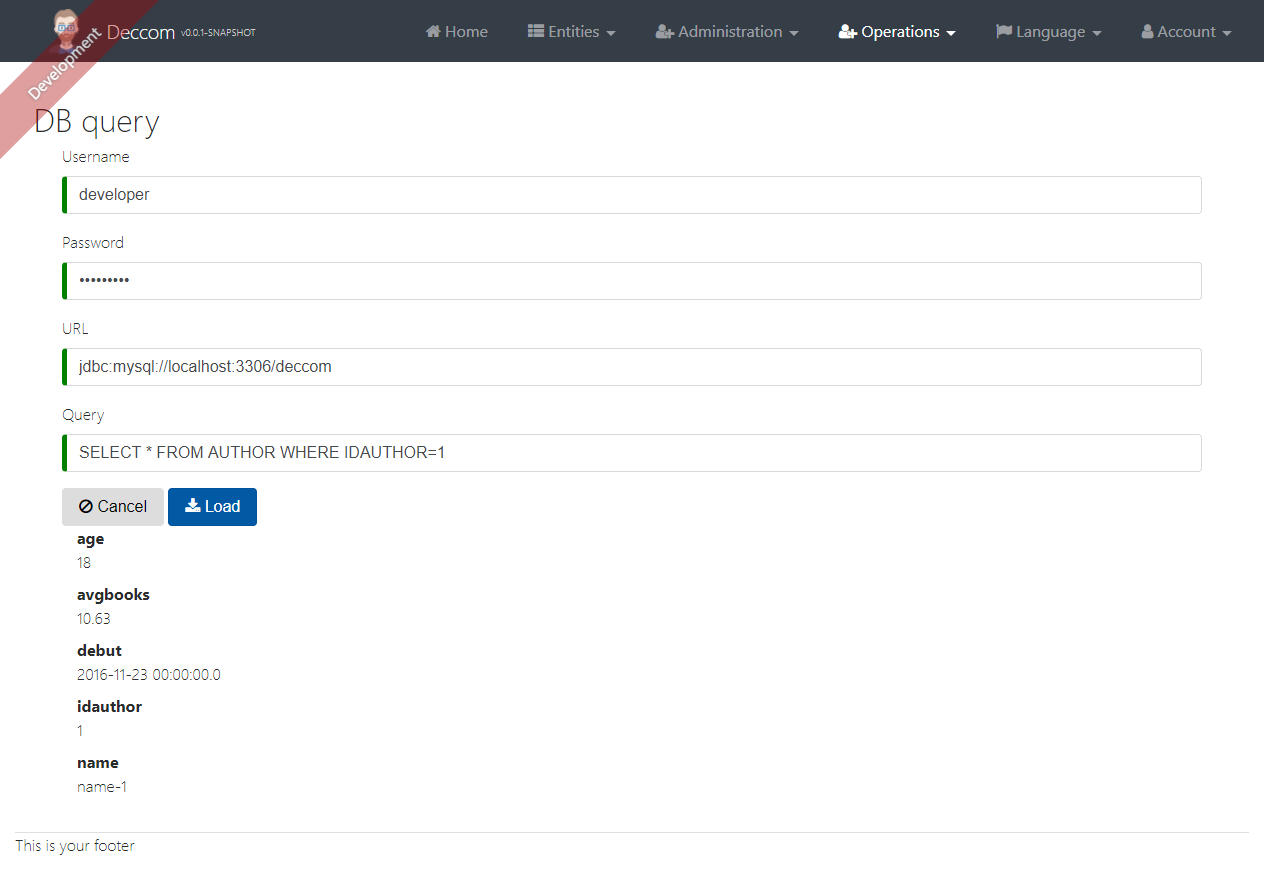 Deccom v0.0.1-SNAPSHOT Home Entities Administration Operations Language Account
Development
DB query
Username
developer
Password
•••••••••
URL
jdbc:mysql://localhost:3306/deccom
Query
SELECT * FROM AUTHOR WHERE IDAUTHOR=1
Cancel Load
age
18
avgbooks
10.63
debut
2016-11-23 00:00:00.0
idauthor
1
name
name-1
This is your footer